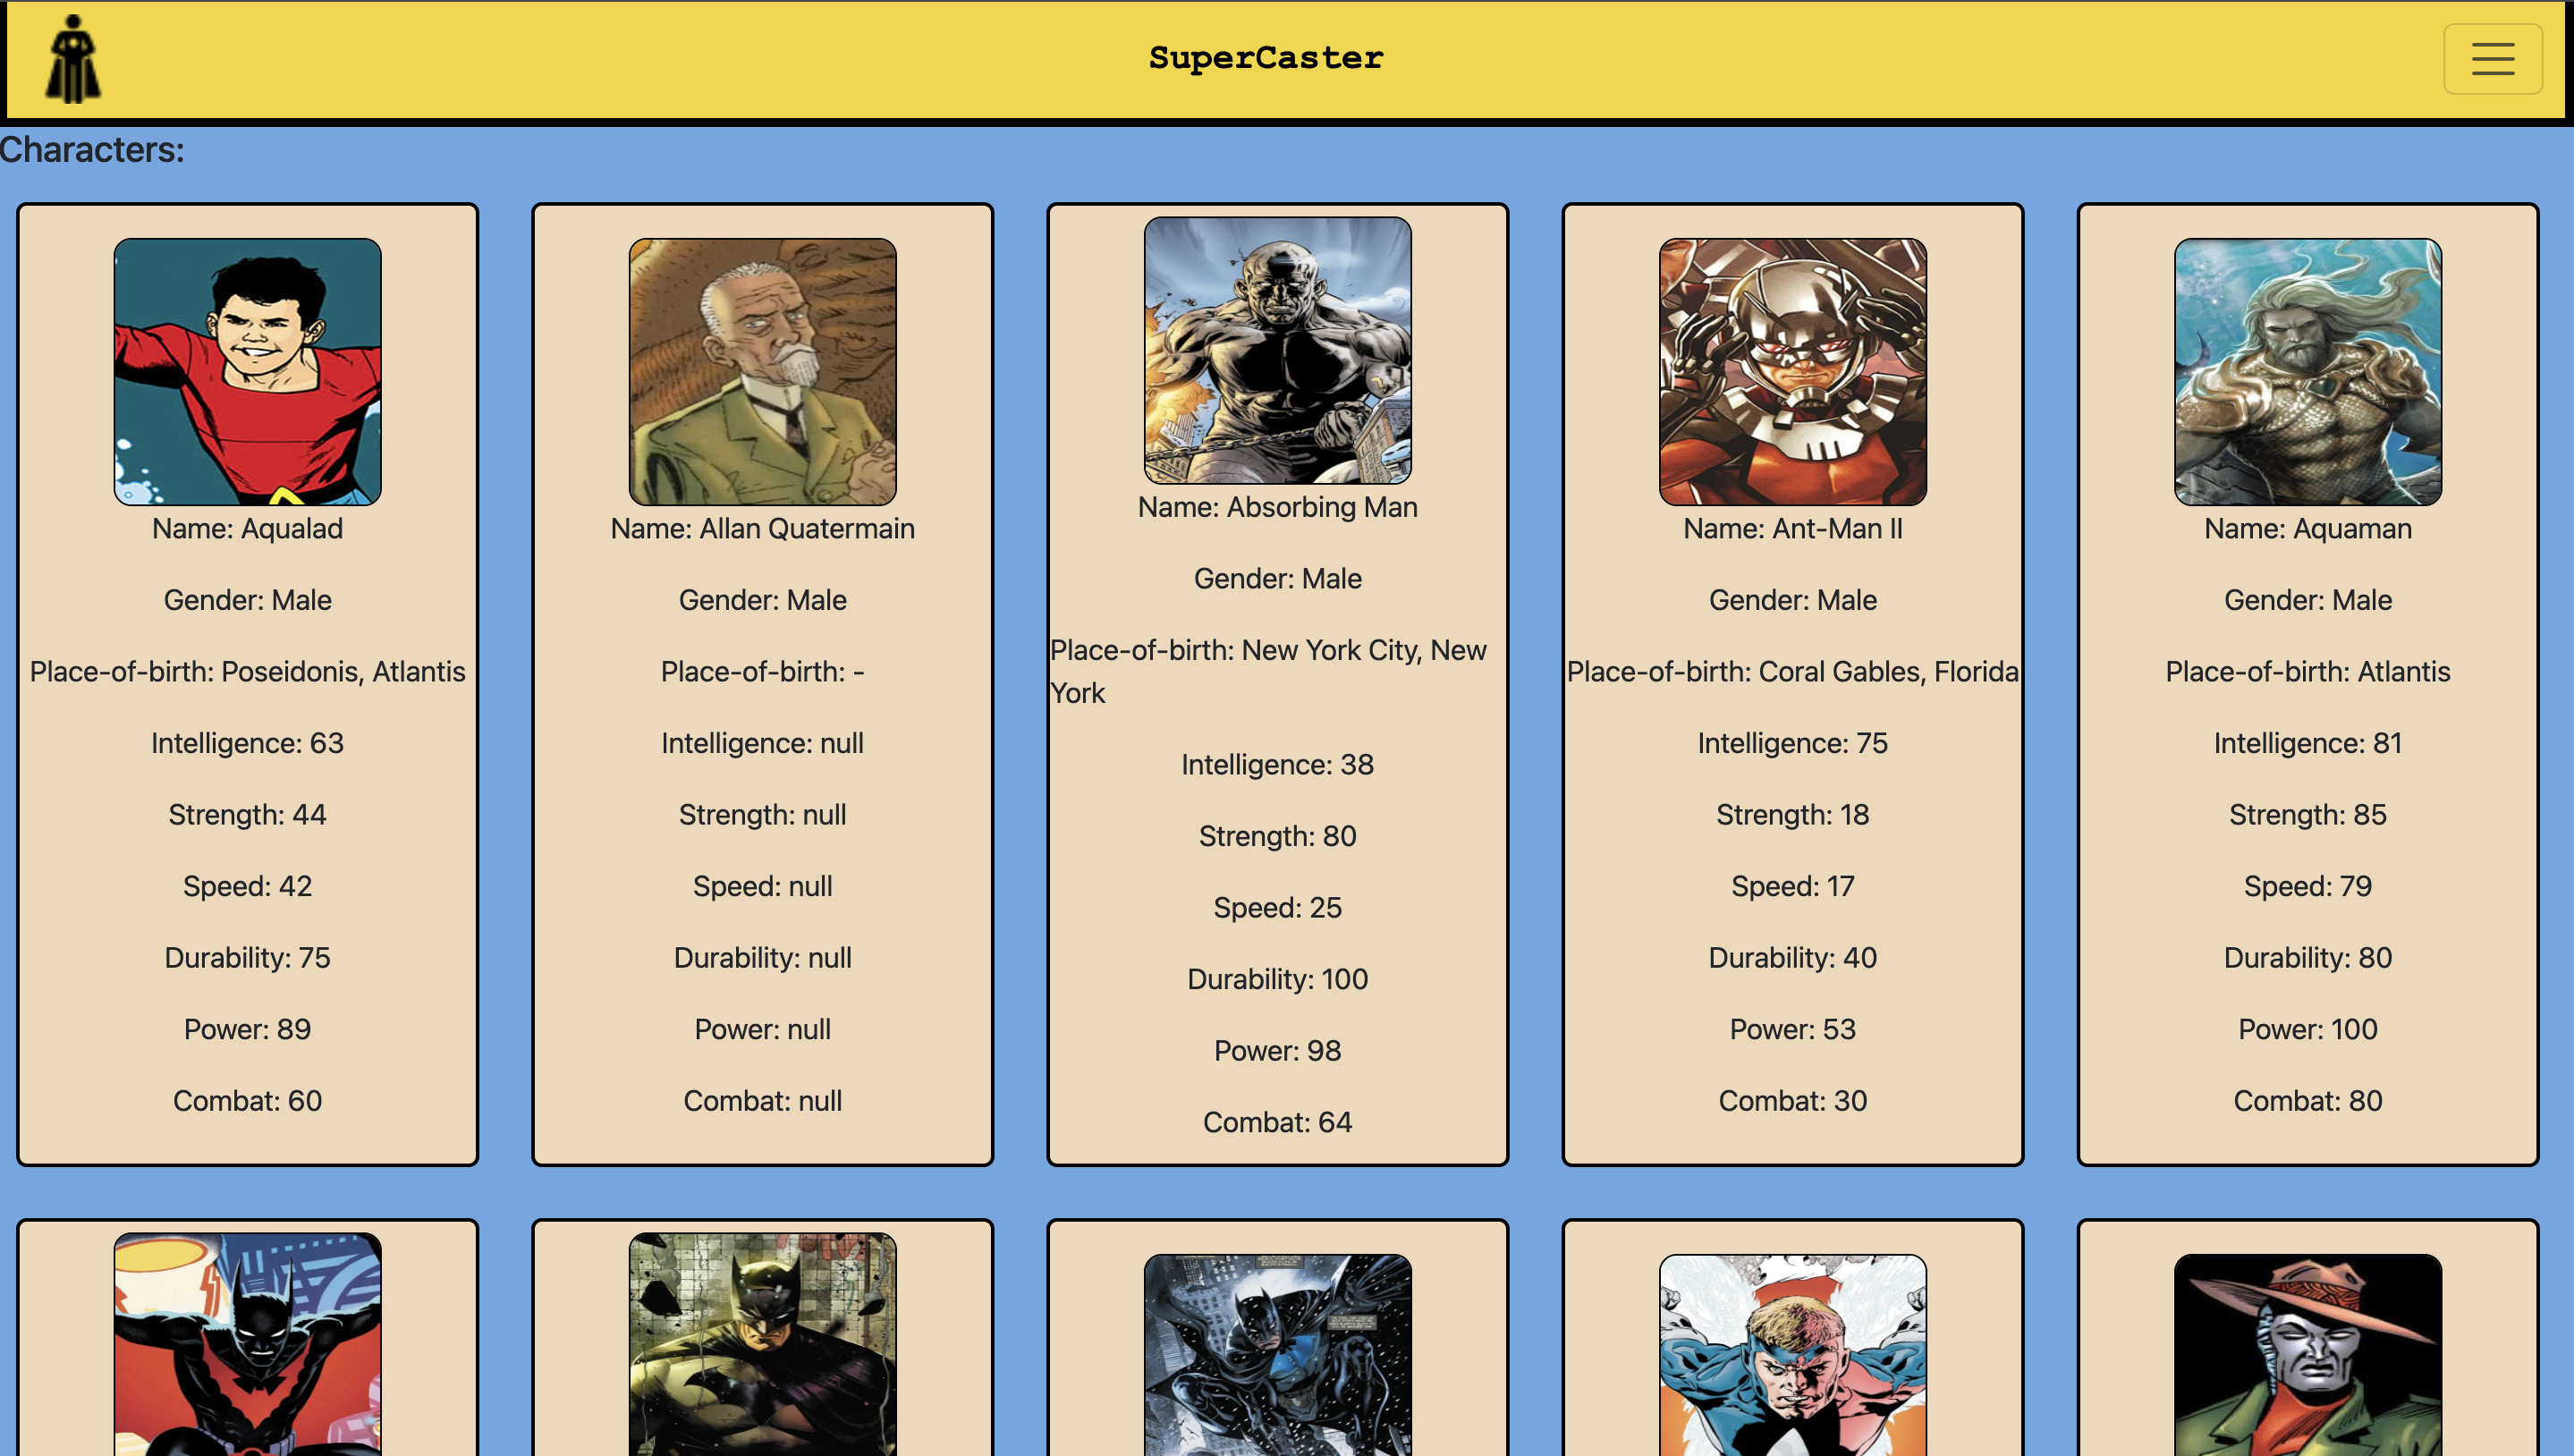 SuperCaster
Characters:
Name: Aqualad
Gender: Male
Place-of-birth: Poseidonis, Atlantis
Intelligence: 63
Strength: 44
Speed: 42
Durability: 75
Power: 89
Combat: 60
Name: Allan Quatermain
Gender: Male
Place-of-birth: -
Intelligence: null
Strength: null
Speed: null
Durability: null
Power: null
Combat: null
Name: Absorbing Man
Gender: Male
Place-of-birth: New York City, New
York
Intelligence: 38
Strength: 80
Speed: 25
Durability: 100
Power: 98
Combat: 64
Name: Ant-Man II
Gender: Male
Place-of-birth: Coral Gables, Florida
Intelligence: 75
Strength: 18
Speed: 17
Durability: 40
Power: 53
Combat: 30
Name: Aquaman
Gender: Male
Place-of-birth: Atlantis
Intelligence: 81
Strength: 85
Speed: 79
Durability: 80
Power: 100
Combat: 80